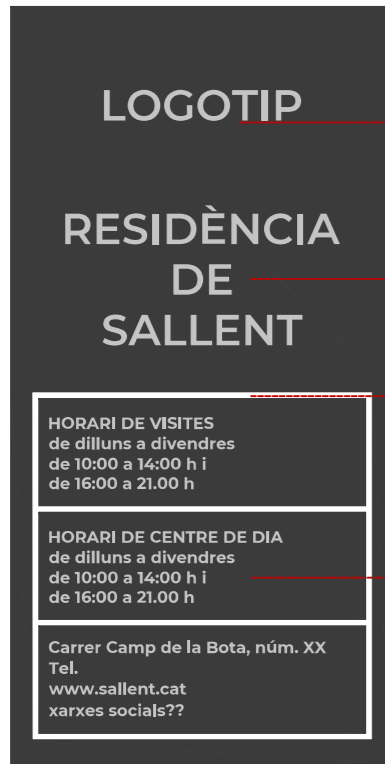 LOGOTIP
RESIDÈNCIA
DE
SALLENT
HORARI DE VISITES
de dilluns a divendres
de 10:00 a 14:00 h i
de 16:00 a 21.00 h
HORARI DE CENTRE DE DIA
de dilluns a divendres
de 10:00 a 14:00 h i
de 16:00 a 21.00 h
Carrer Camp de la Bota, núm. XX
Tel.
www.sallent.cat
xarxes socials??